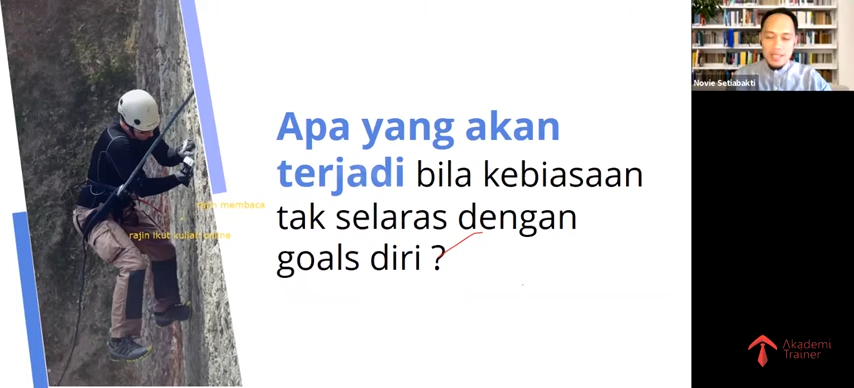 Apa yang akan
terjadi bila kebiasaan
tak selaras dengan
goals diri ?
rajin membaca
rajin ikut kuliah online
Novie Setiabakti
Akademi
Trainer